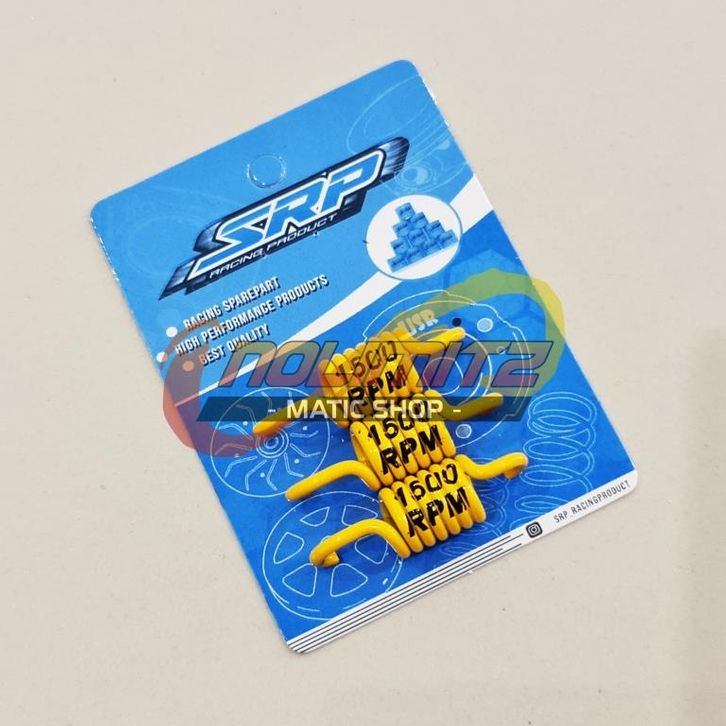 SRP
RACING PRODUCT
RACING SPAREPART
HIGH PERFORMANCE PRODUCTS
BEST QUALITY
NOLIMITZ
- MATIC SHOP -
1500
RPM
1500
RPM
1500
RPM
SRP_RACINGPRODUCT